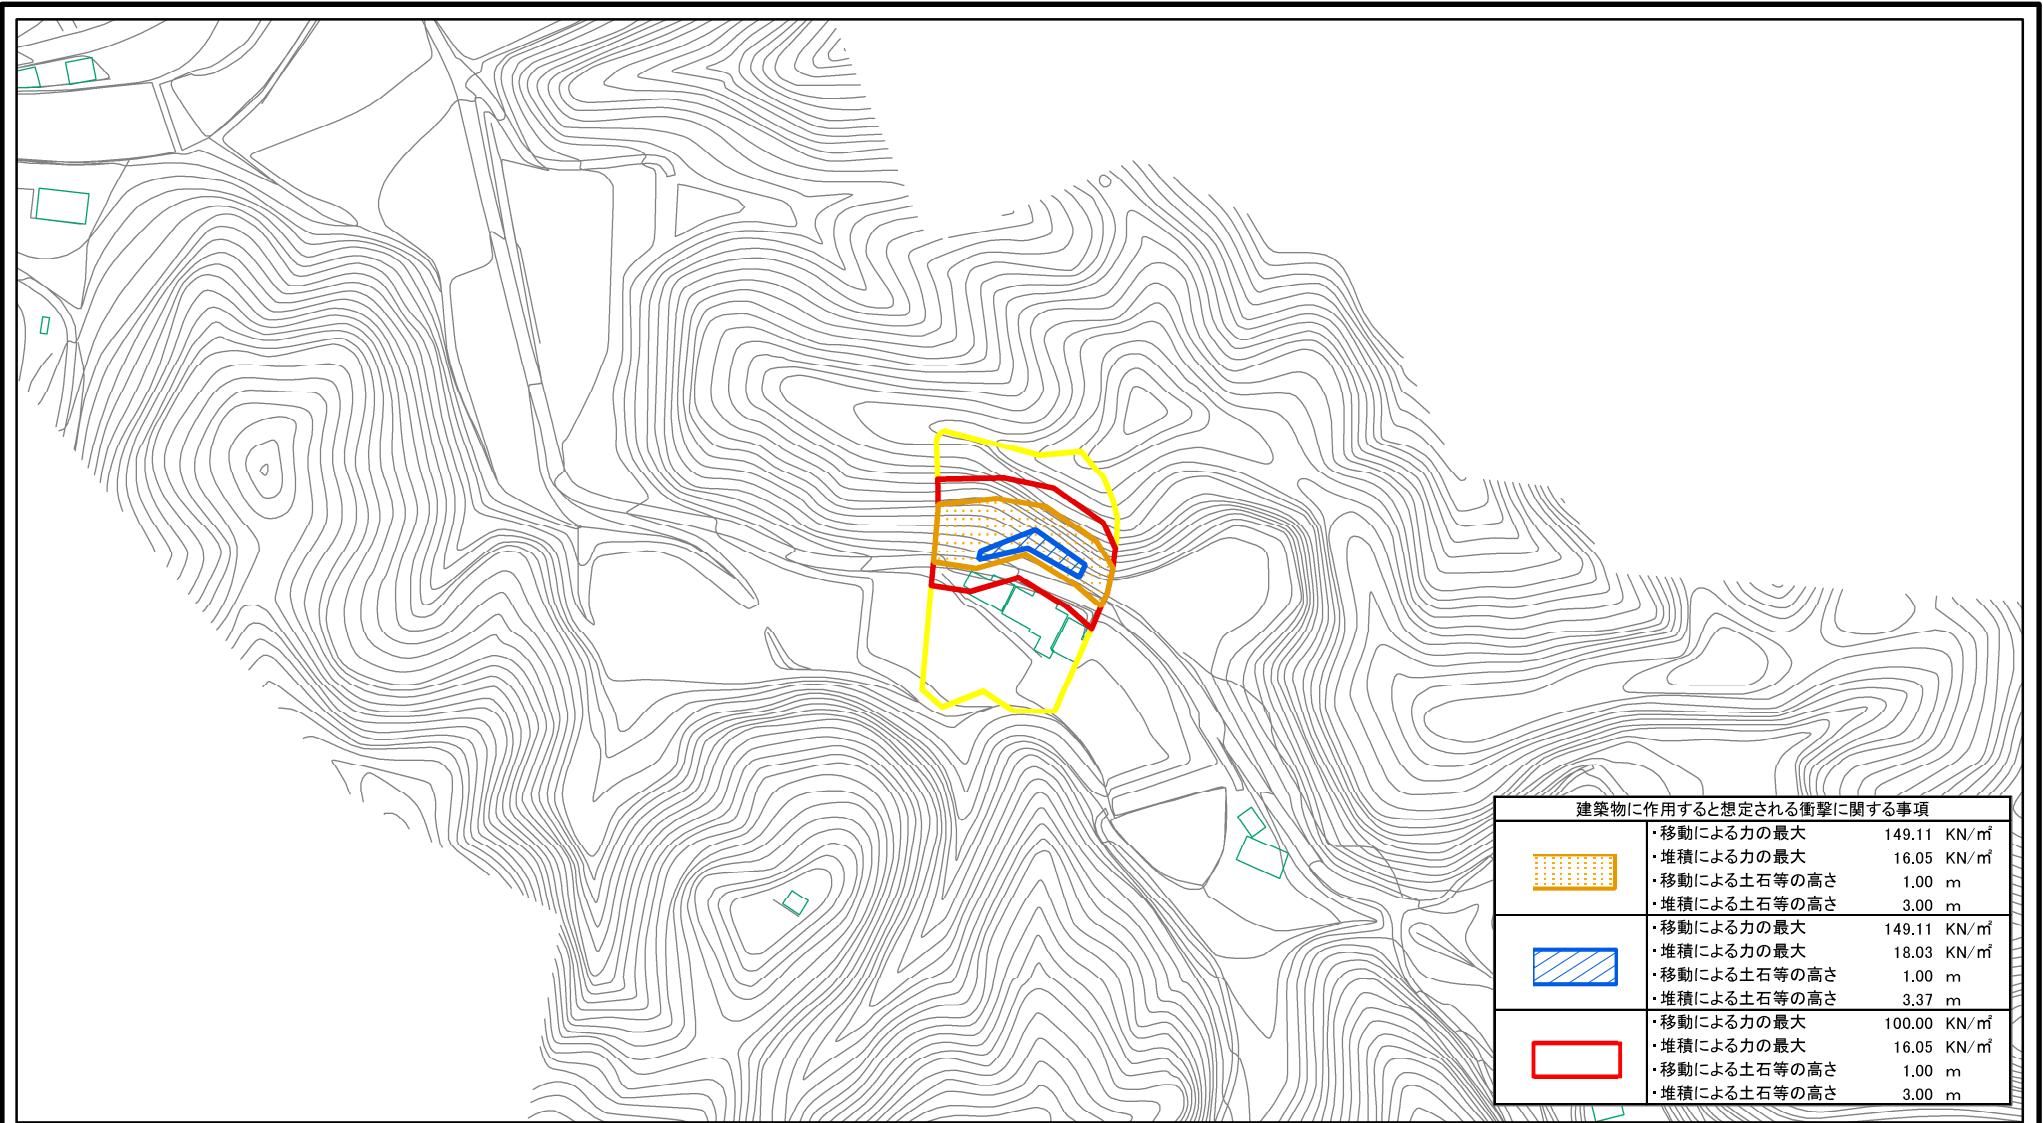 建築物に作用すると想定される衝撃に関する事項
・移動による力の最大 149.11 KN/㎡
・堆積による力の最大 16.05 KN/㎡
・移動による土石等の高さ 1.00 m
・堆積による土石等の高さ 3.00 m
・移動による力の最大 149.11 KN/㎡
・堆積による力の最大 18.03 KN/㎡
・移動による土石等の高さ 1.00 m
・堆積による土石等の高さ 3.37 m
・移動による力の最大 100.00 KN/㎡
・堆積による力の最大 16.05 KN/㎡
・移動による土石等の高さ 1.00 m
・堆積による土石等の高さ 3.00 m